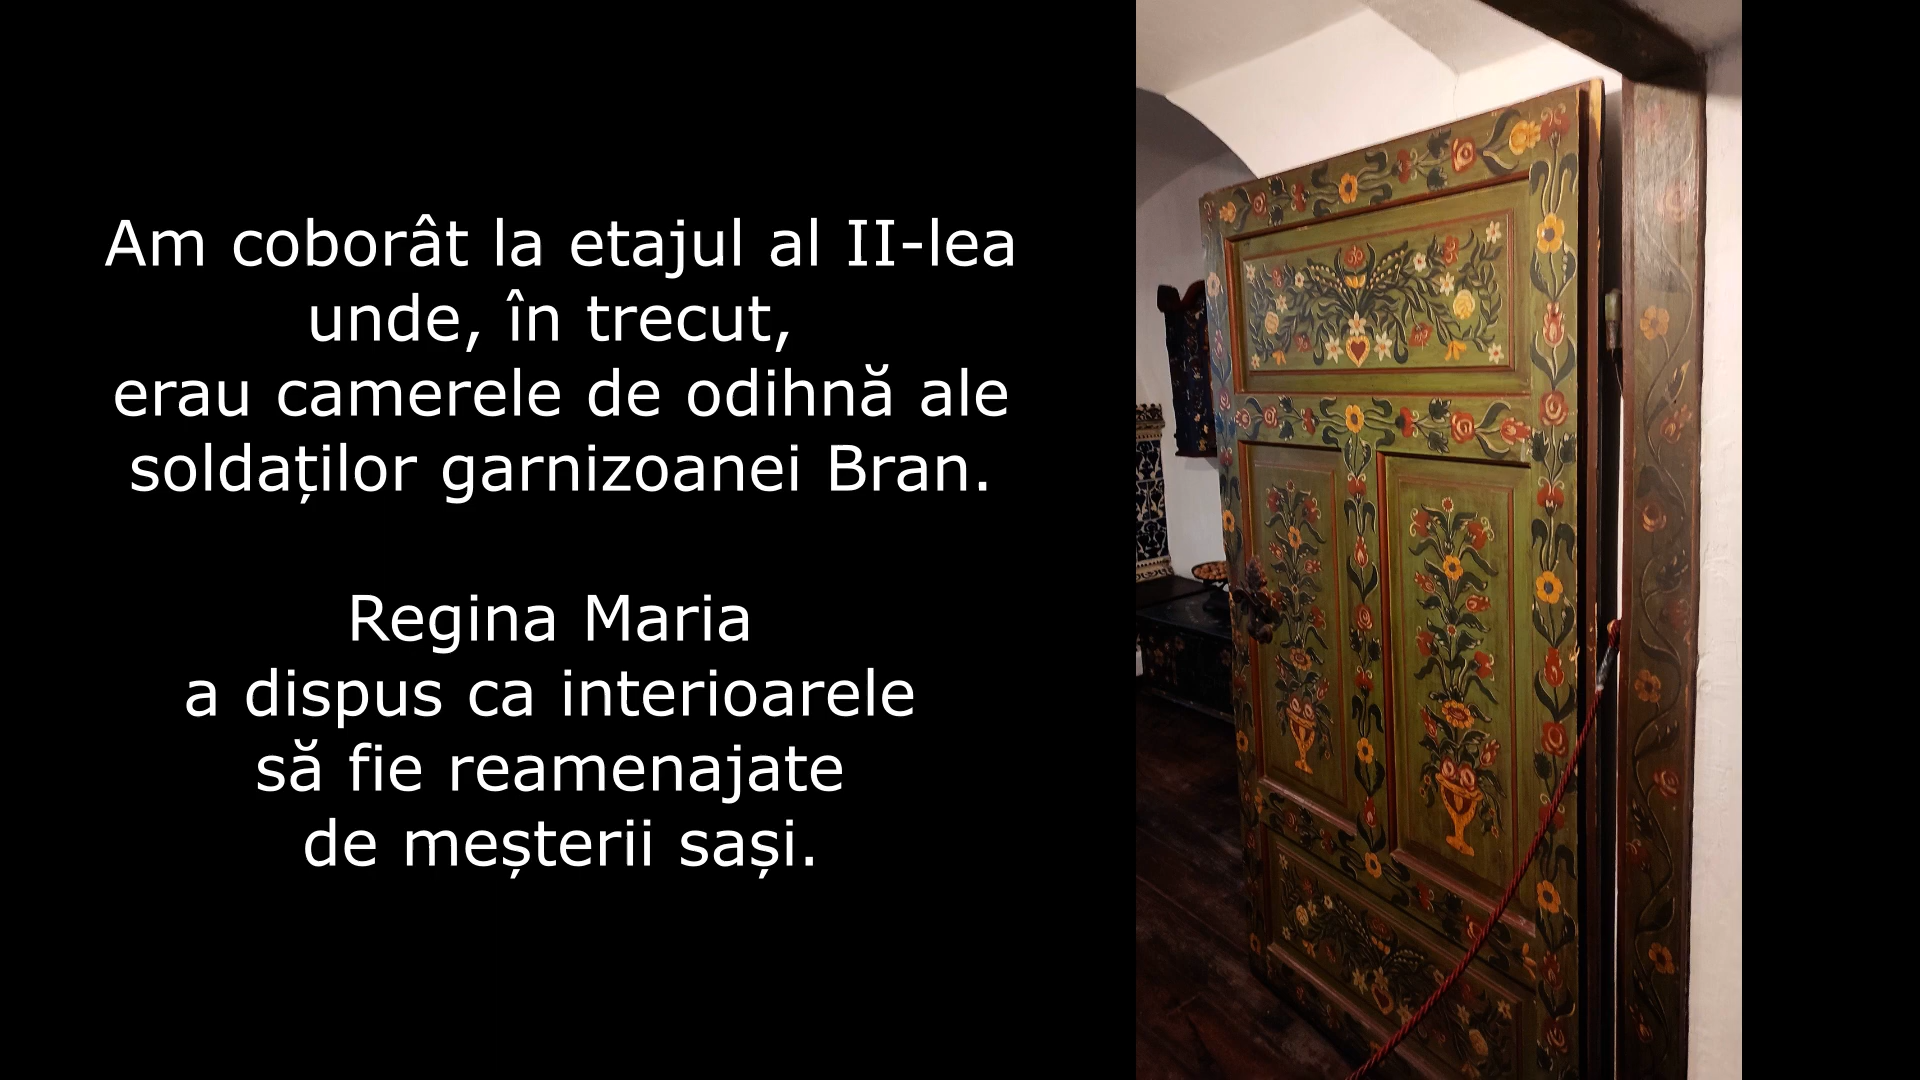 Am coborât la etajul al II-lea
unde, în trecut,
erau camerele de odihnă ale
soldaților garnizoanei Bran.
Regina Maria
a dispus ca interioarele
să fie reamenajate
de meșterii sași.